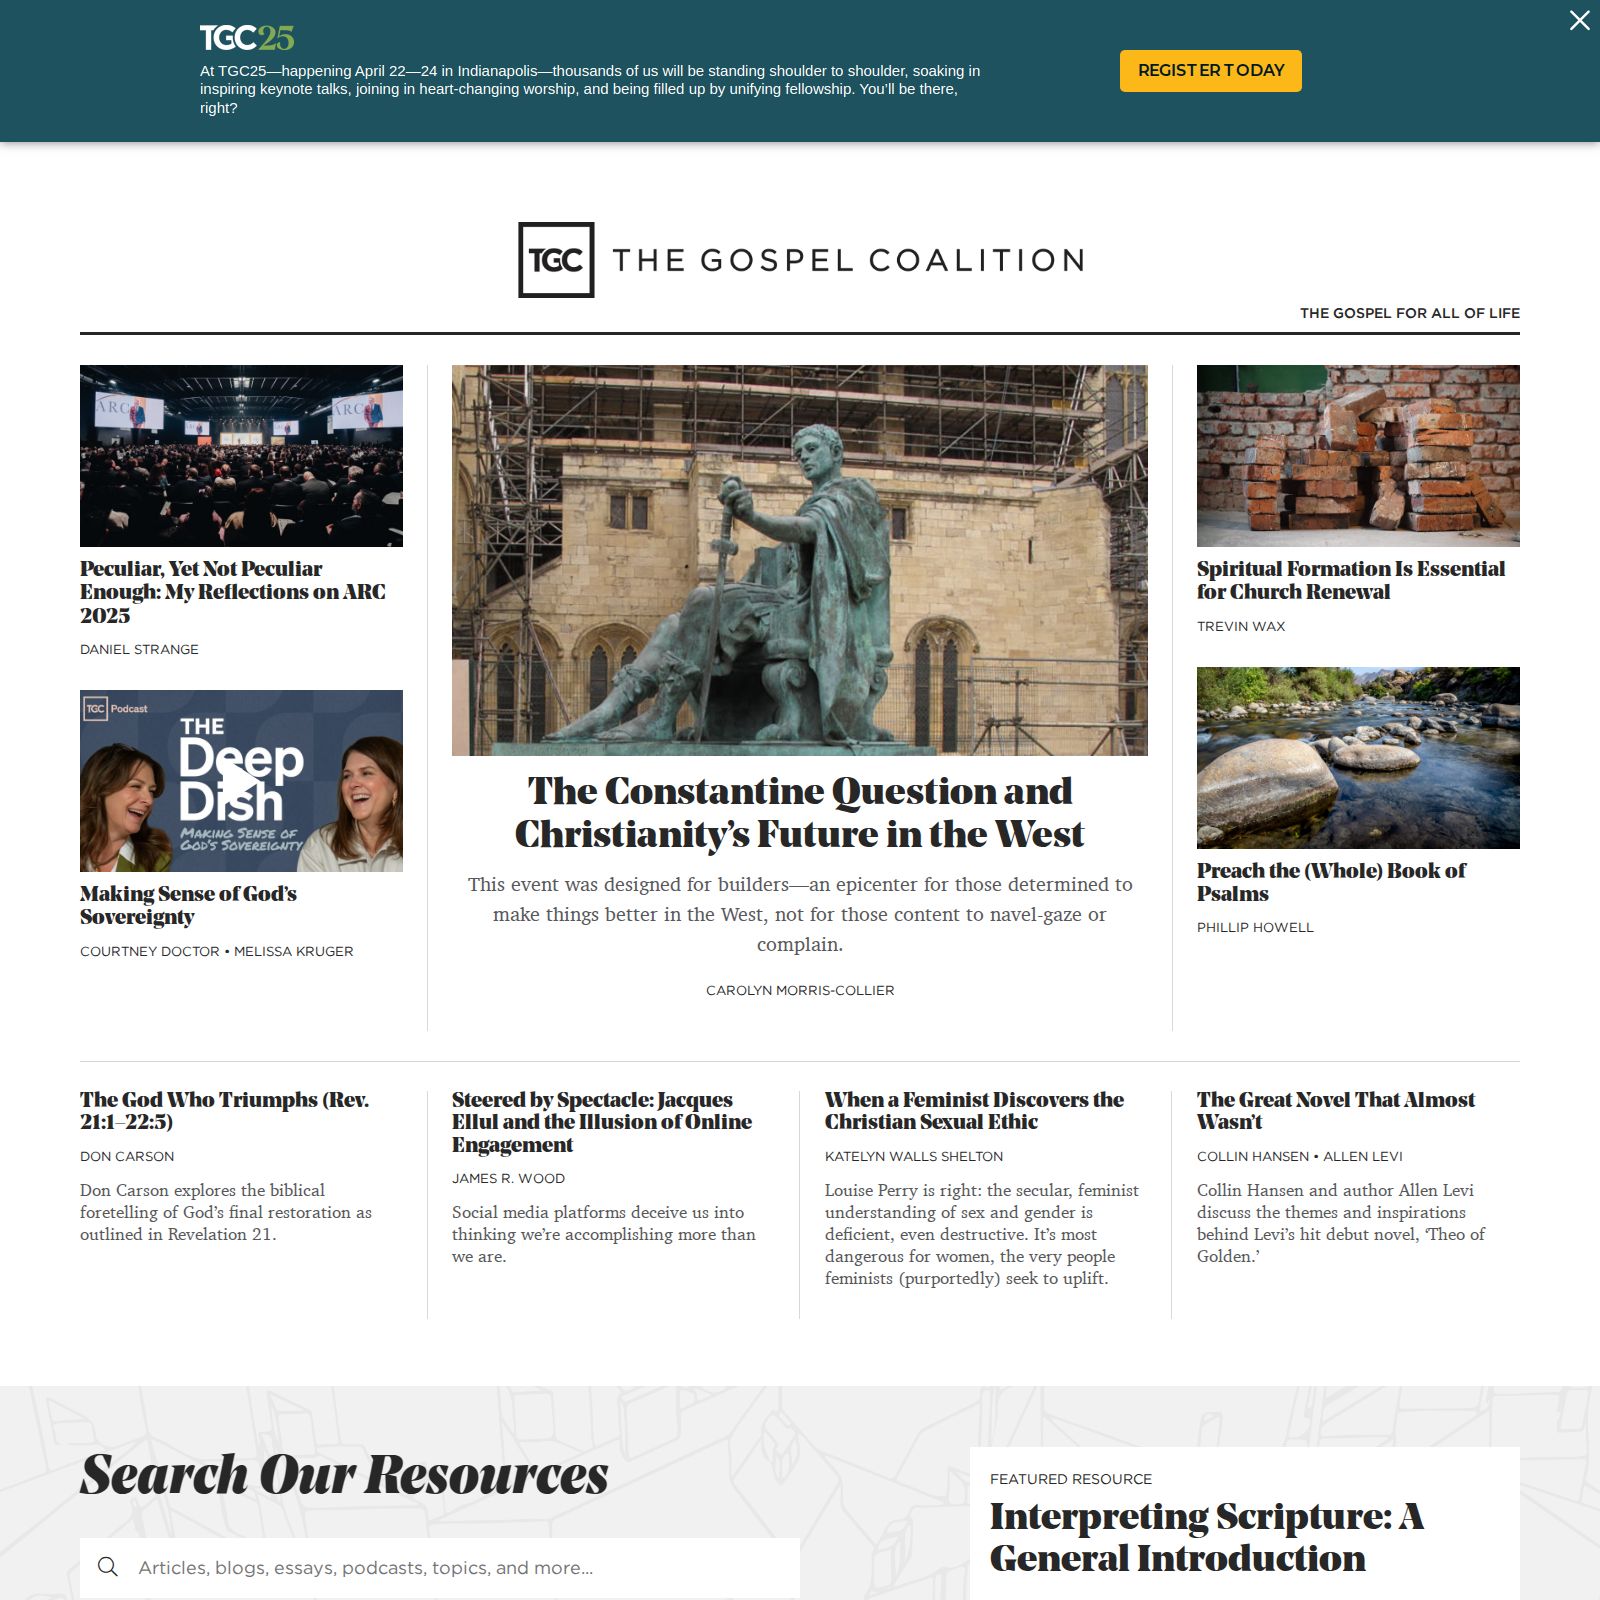 TGC25
At TGC25—happening April 22—24 in Indianapolis—thousands of us will be standing shoulder to shoulder, soaking in
inspiring keynote talks, joining in heart-changing worship, and being filled up by unifying fellowship. You’ll be there,
right?
REGISTER TODAY
TGC THE GOSPEL COALITION
THE GOSPEL FOR ALL OF LIFE
ARC
ARC
Peculiar, Yet Not Peculiar
Enough: My Reflections on ARC
2025
DANIEL STRANGE
TGC Podcast
THE
Deep
Dish
MAKING SENSE OF
GOD'S SOVEREIGNTY
Making Sense of God’s
Sovereignty
COURTNEY DOCTOR • MELISSA KRUGER
The Constantine Question and
Christianity’s Future in the West
This event was designed for builders—an epicenter for those determined to
make things better in the West, not for those content to navel-gaze or
complain.
CAROLYN MORRIS-COLLIER
Spiritual Formation Is Essential
for Church Renewal
TREVIN WAX
Preach the (Whole) Book of
Psalms
PHILLIP HOWELL
The God Who Triumphs (Rev.
21:1–22:5)
DON CARSON
Don Carson explores the biblical
foretelling of God’s final restoration as
outlined in Revelation 21.
Steered by Spectacle: Jacques
Ellul and the Illusion of Online
Engagement
JAMES R. WOOD
Social media platforms deceive us into
thinking we’re accomplishing more than
we are.
When a Feminist Discovers the
Christian Sexual Ethic
KATELYN WALLS SHELTON
Louise Perry is right: the secular, feminist
understanding of sex and gender is
deficient, even destructive. It’s most
dangerous for women, the very people
feminists (purportedly) seek to uplift.
The Great Novel That Almost
Wasn’t
COLLIN HANSEN • ALLEN LEVI
Collin Hansen and author Allen Levi
discuss the themes and inspirations
behind Levi’s hit debut novel, ‘Theo of
Golden.’
Search Our Resources
Articles, blogs, essays, podcasts, topics, and more...
FEATURED RESOURCE
Interpreting Scripture: A
General Introduction